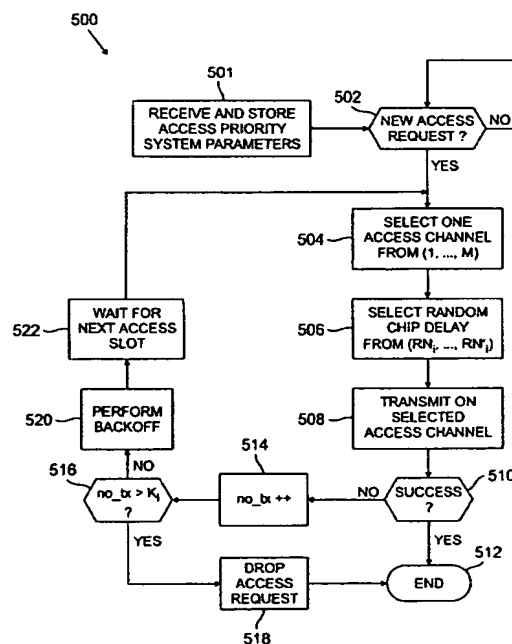 500
501
RECEIVE AND STORE
ACCESS PRIORITY
SYSTEM PARAMETERS
502
NEW ACCESS
REQUEST ?
NO
YES
504
SELECT ONE
ACCESS CHANNEL
FROM (1, ..., M)
506
SELECT RANDOM
CHIP DELAY
FROM (RNi, ..., RN'i)
508
TRANSMIT ON
SELECTED
ACCESS CHANNEL
510
SUCCESS
?
NO
YES
512
END
514
no_tx ++
516
no_tx > Ki
?
NO
YES
518
DROP
ACCESS
REQUEST
520
PERFORM
BACKOFF
522
WAIT FOR
NEXT ACCESS
SLOT